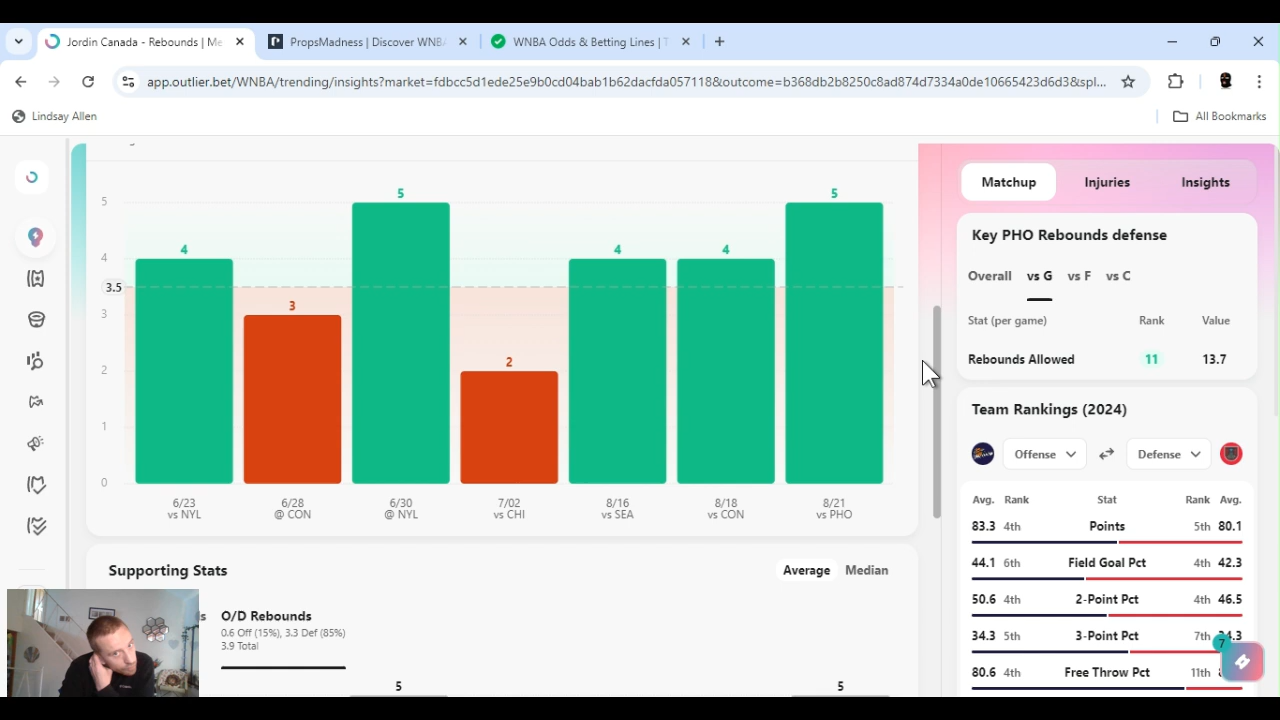 Jordin Canada - Rebounds | Me
PropsMadness | Discover WNBA
WNBA Odds & Betting Lines | T
app.outlier.bet/WNBA/trending/insights?market=fdbcc5d1ede25e9b0cd04bab1b62dacfda057118&outcome=b368db2b8250c8ad874d7334a0de10665423d6d3&spl...
Lindsay Allen
All Bookmarks
5
4
3.5
3
2
1
0
4
3
5
2
4
4
5
6/23
vs NYL
6/28
@ CON
6/30
@ NYL
7/02
vs CHI
8/16
vs SEA
8/18
vs CON
8/21
vs PHO
Supporting Stats
Average Median
s O/D Rebounds
0.6 Off (15%), 3.3 Def (85%)
3.9 Total
5
5
Matchup Injuries Insights
Key PHO Rebounds defense
Overall vs G vs F vs C
Stat (per game) Rank Value
Rebounds Allowed 11 13.7
Team Rankings (2024)
Offense Defense
Avg. Rank Stat Rank Avg.
83.3 4th Points 5th 80.1
44.1 6th Field Goal Pct 4th 42.3
50.6 4th 2-Point Pct 4th 46.5
34.3 5th 3-Point Pct 7th 34.3
7
80.6 4th Free Throw Pct 11th